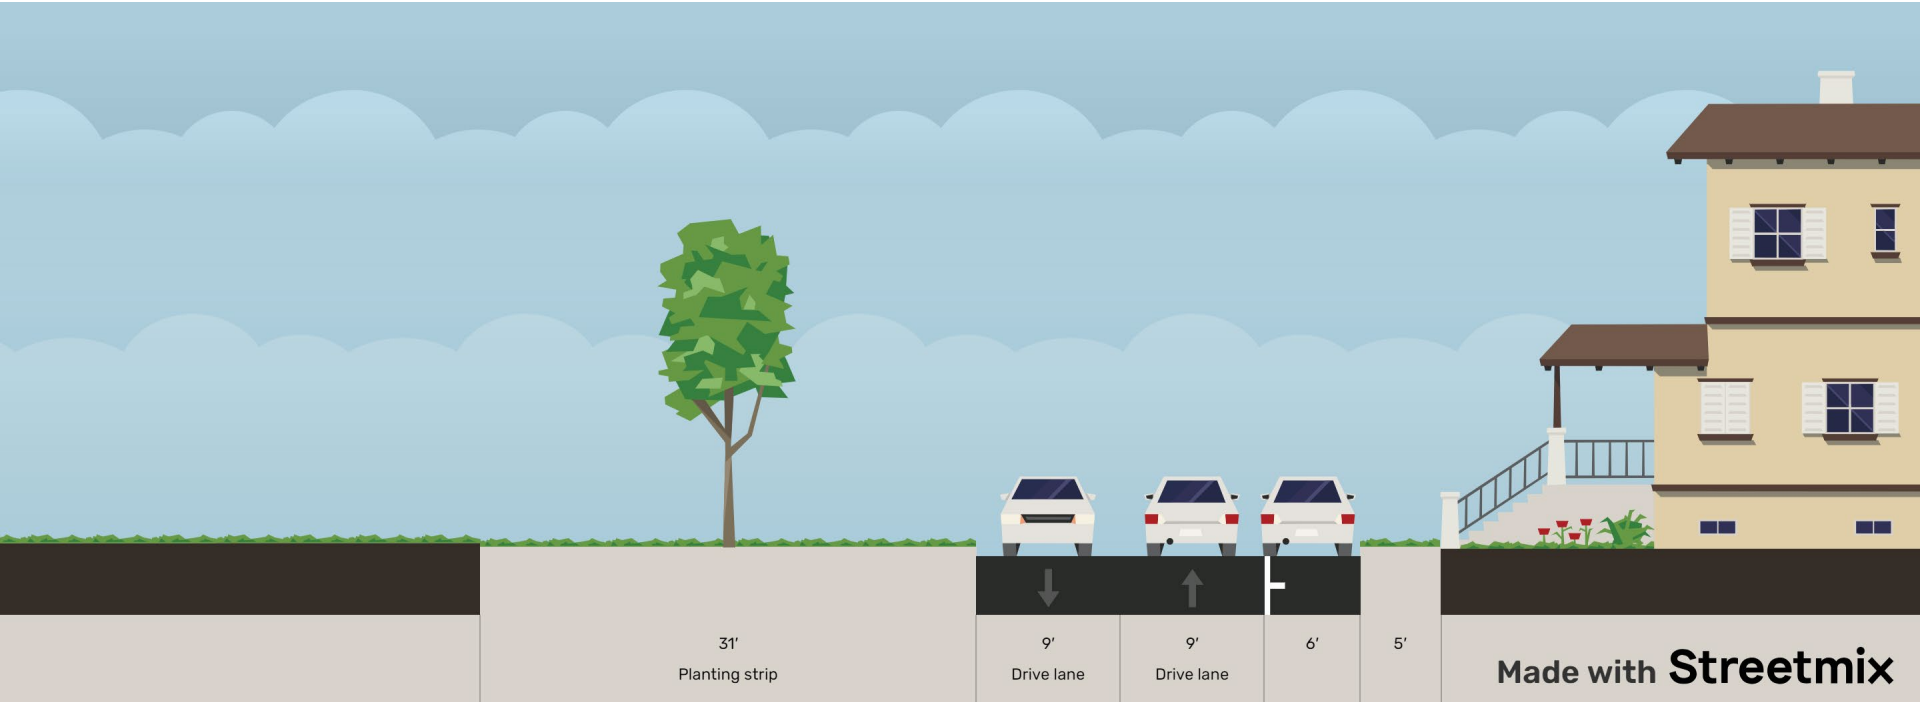 31′
Planting strip
9′
Drive lane
9′
Drive lane
6′
5′
Made with Streetmix